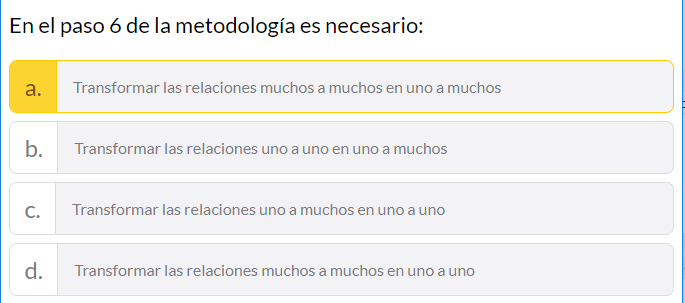 En el paso 6 de la metodología es necesario:
a. Transformar las relaciones muchos a muchos en uno a muchos
b. Transformar las relaciones uno a uno en uno a muchos
c. Transformar las relaciones uno a muchos en uno a uno
d. Transformar las relaciones muchos a muchos en uno a uno